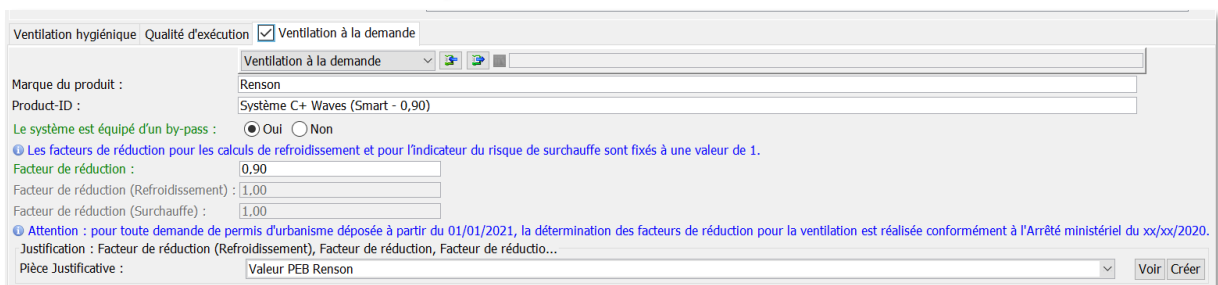 Ventilation hygiénique Qualité d'exécution Ventilation à la demande
Ventilation à la demande
Marque du produit : Renson
Product-ID : Système C+ Waves (Smart - 0,90)
Le système est équipé d'un by-pass : Oui Non
Les facteurs de réduction pour les calculs de refroidissement et pour l'indicateur du risque de surchauffe sont fixés à une valeur de 1.
Facteur de réduction : 0,90
Facteur de réduction (Refroidissement) : 1,00
Facteur de réduction (Surchauffe) : 1,00
Attention : pour toute demande de permis d'urbanisme déposée à partir du 01/01/2021, la détermination des facteurs de réduction pour la ventilation est réalisée conformément à l'Arrêté ministériel du xx/xx/2020.
Justification : Facteur de réduction (Refroidissement), Facteur de réduction, Facteur de réductio...
Pièce Justificative : Valeur PEB Renson Voir Créer